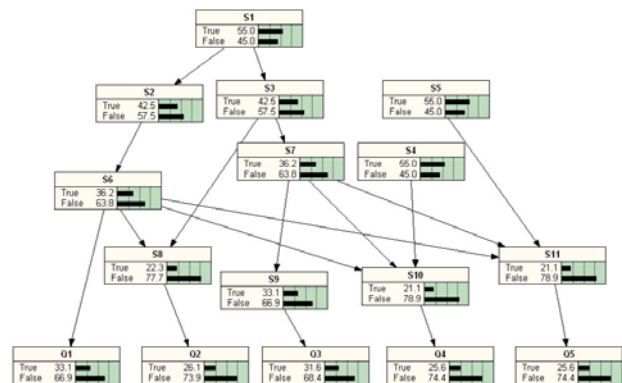 S1
True 55.0
False 45.0
S2
True 42.5
False 57.5
S3
True 42.5
False 57.5
S5
True 55.0
False 45.0
S7
True 36.2
False 63.8
S4
True 55.0
False 45.0
S6
True 36.2
False 63.8
S8
True 22.3
False 77.7
S9
True 33.1
False 66.9
S10
True 21.1
False 78.9
S11
True 21.1
False 78.9
Q1
True 33.1
False 66.9
Q2
True 26.1
False 73.9
Q3
True 31.6
False 68.4
Q4
True 25.6
False 74.4
Q5
True 25.6
False 74.4